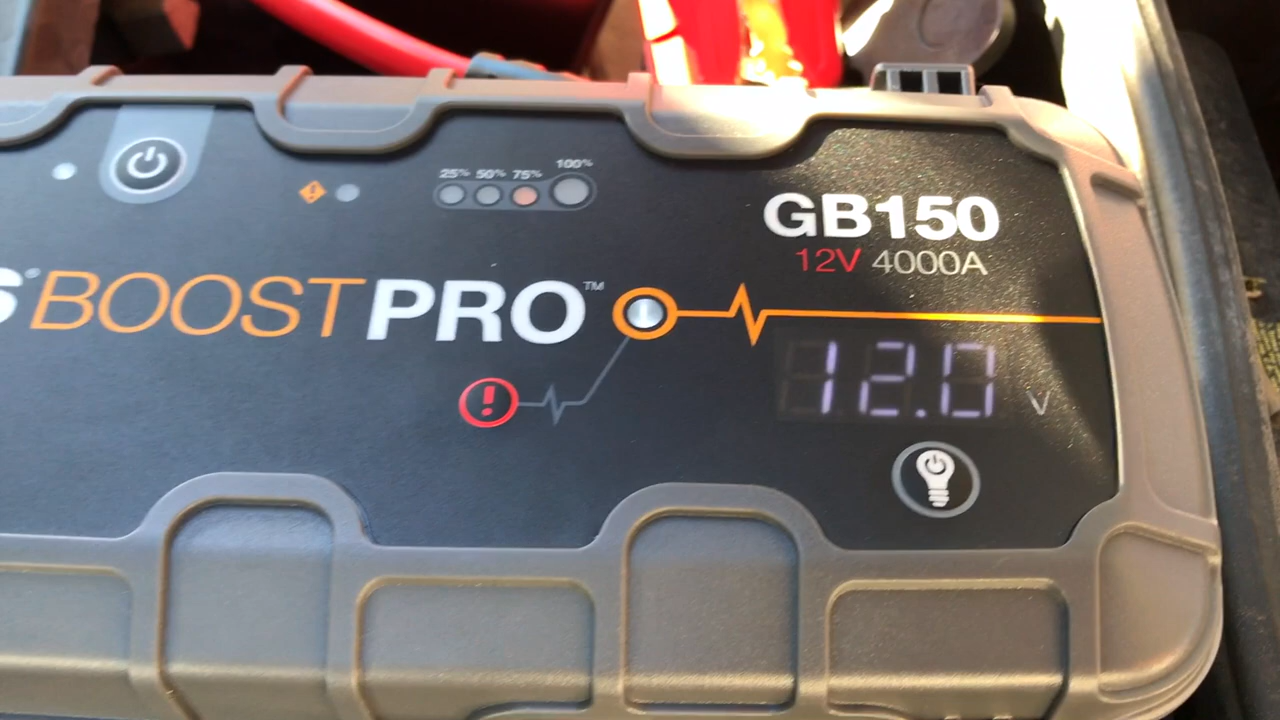 25% 50% 75% 100%
GB150
12V 4000A
S® BOOSTPRO™
12.0 V